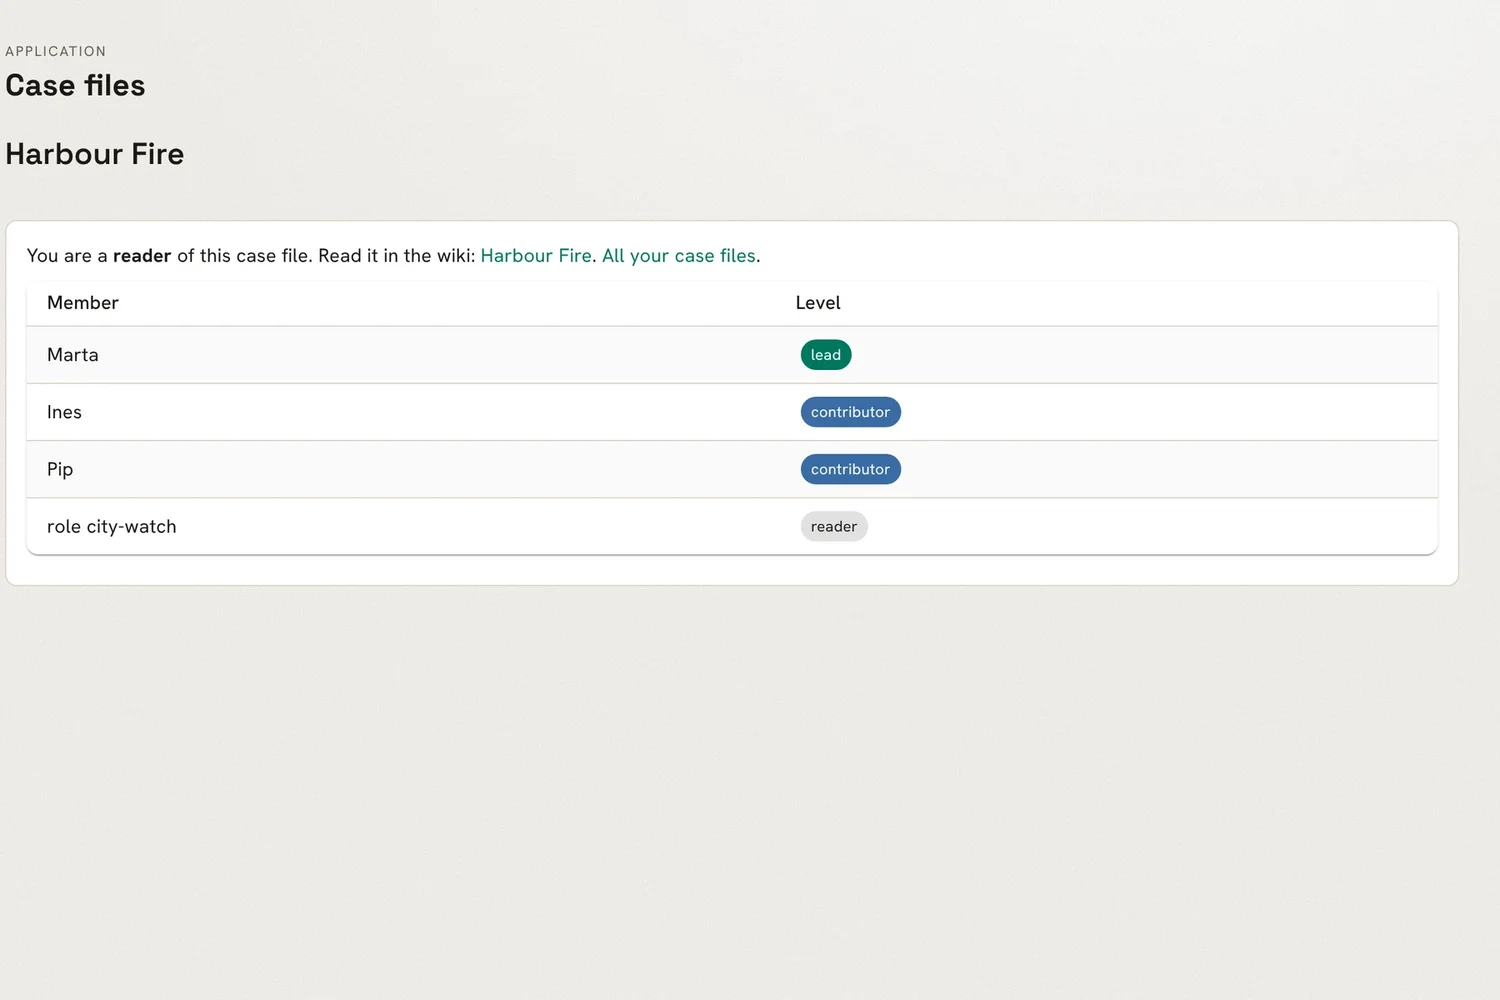 APPLICATION
Case files
Harbour Fire
You are a reader of this case file. Read it in the wiki: Harbour Fire. All your case files.
Member Level
Marta lead
Ines contributor
Pip contributor
role city-watch reader